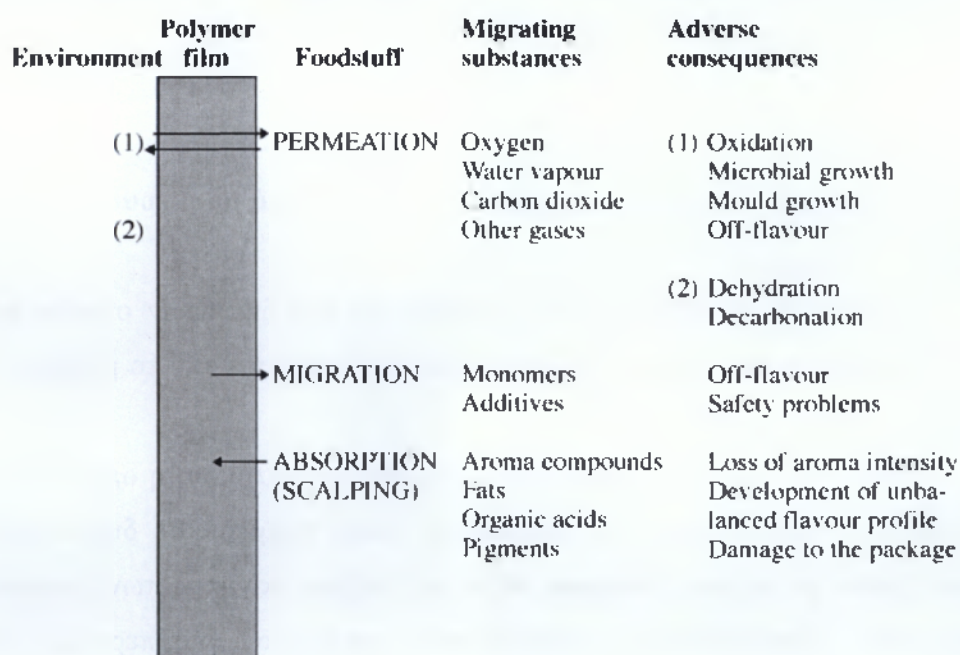 Environment Polymer film Foodstuff Migrating substances Adverse consequences
(1) PERMEATION Oxygen (1) Oxidation
Water vapour Microbial growth
Carbon dioxide Mould growth
(2) Other gases Off-flavour
(2) Dehydration
Decarbonation
MIGRATION Monomers Off-flavour
Additives Safety problems
ABSORPTION Aroma compounds Loss of aroma intensity
(SCALPING) Fats Development of unba-
Organic acids lanced flavour profile
Pigments Damage to the package